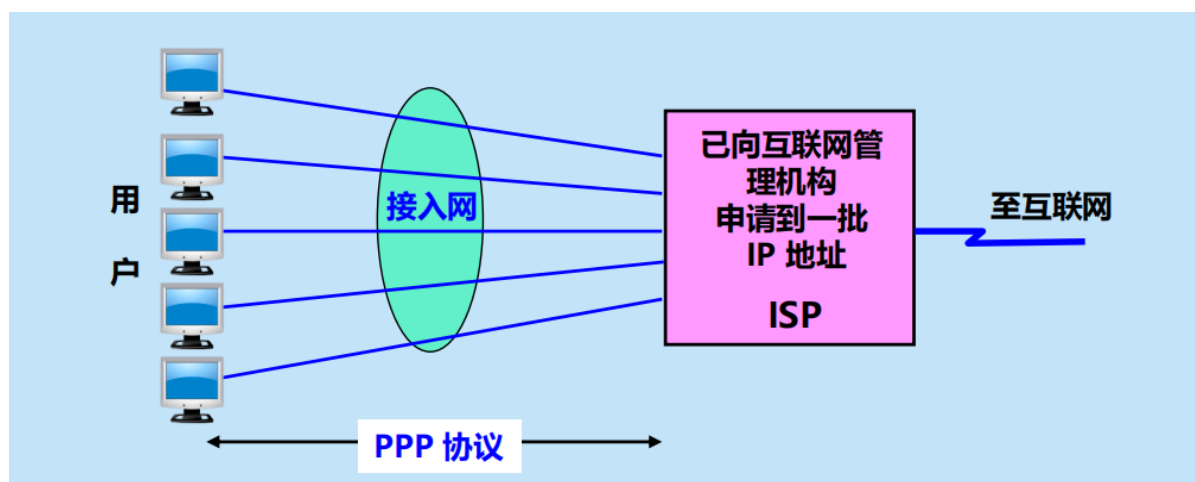 用
户
接入网
已向互联网管
理机构
申请到一批
IP 地址
ISP
至互联网
PPP 协议